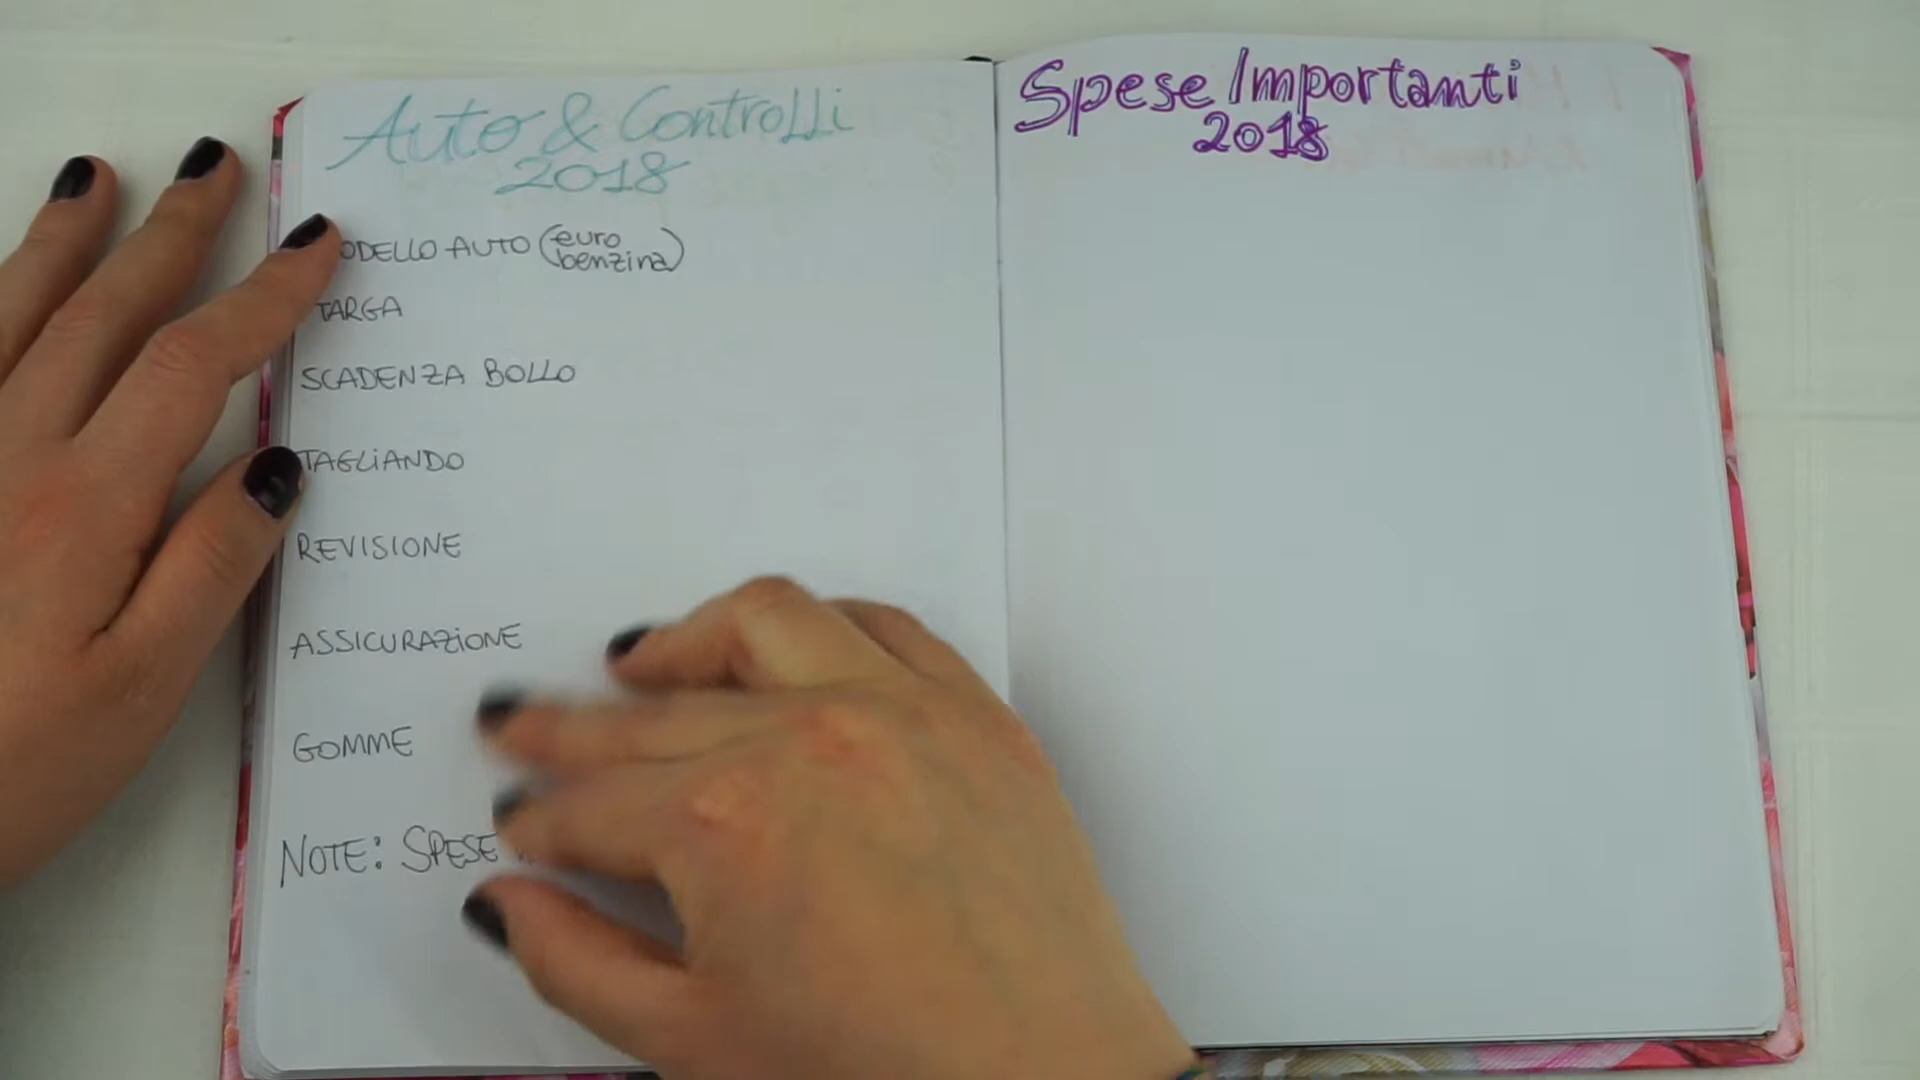 Auto & Controlli
2018
ODELLO AUTO (euro
benzina)
TARGA
SCADENZA BOLLO
TAGLIANDO
REVISIONE
ASSICURAZIONE
GOMME
NOTE: SPESE
Spese Importanti
2018